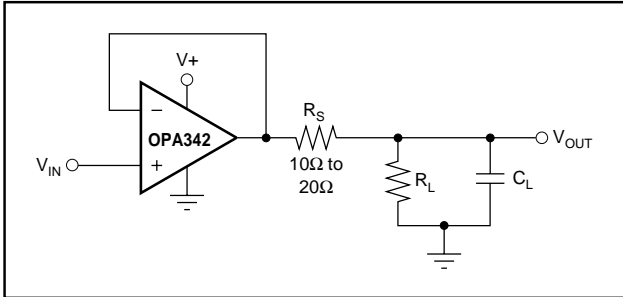 V+
−
OPA342
+
V_IN
R_S
10Ω to
20Ω
R_L
C_L
V_OUT